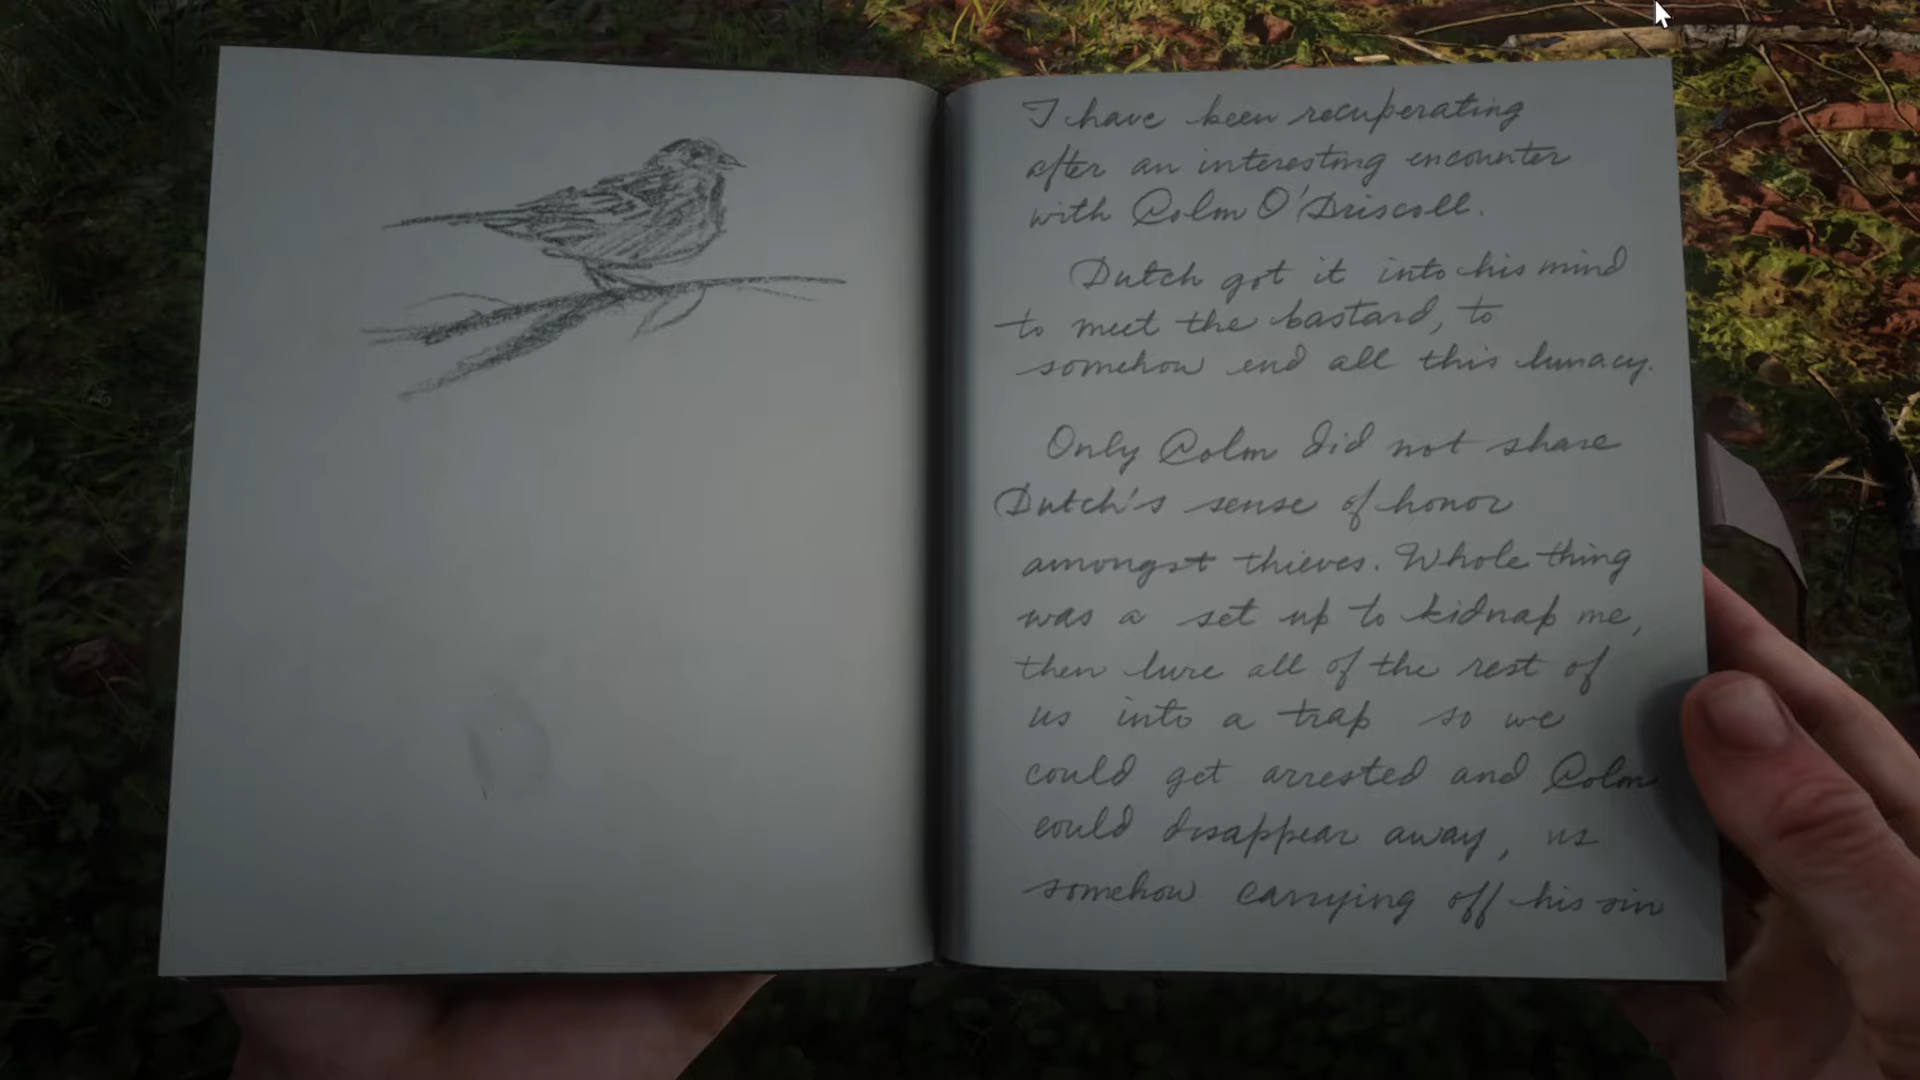 I have been recuperating
after an interesting encounter
with Colm O'Driscoll.
Dutch got it into his mind
to meet the bastard, to
somehow end all this lunacy.
Only Colm did not share
Dutch's sense of honor
amongst thieves. Whole thing
was a set up to kidnap me,
then lure all of the rest of
us into a trap so we
could get arrested and Colm
could disappear away, us
somehow carrying off his sin